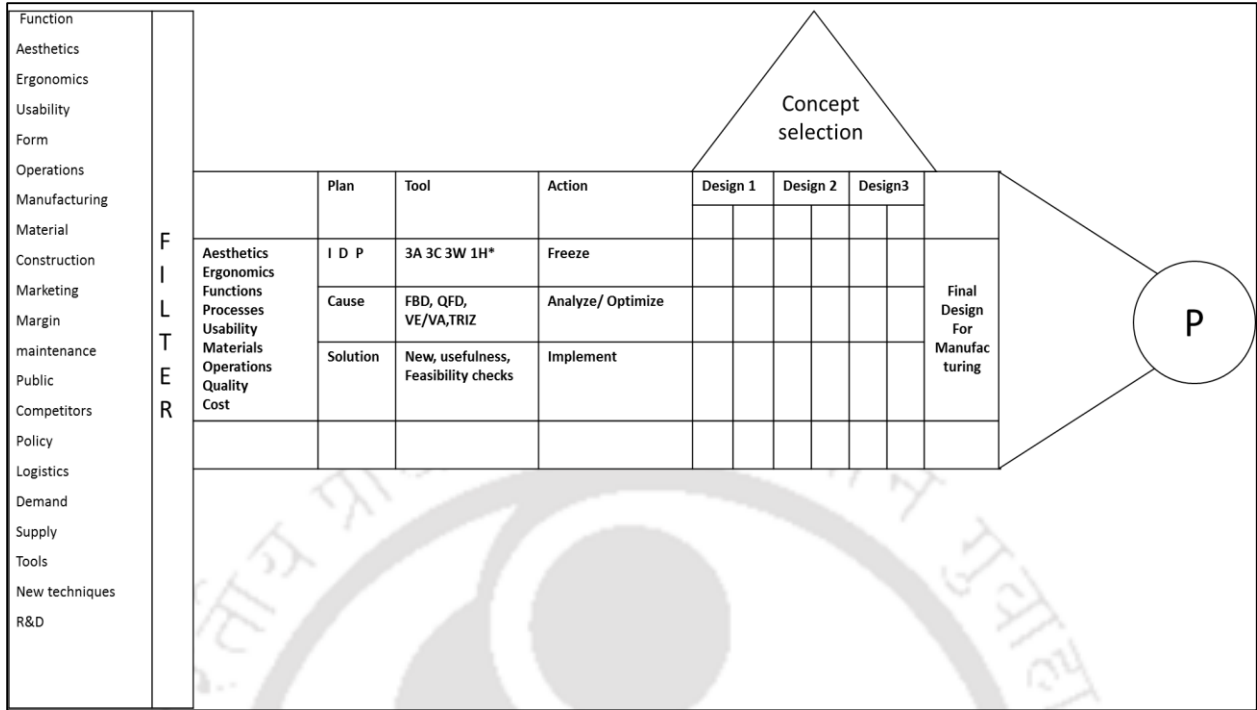 Function
Aesthetics
Ergonomics
Usability
Form
Operations
Manufacturing
Material
Construction
Marketing
Margin
maintenance
Public
Competitors
Policy
Logistics
Demand
Supply
Tools
New techniques
R&D
F
I
L
T
E
R
Concept
selection
Plan
Tool
Action
Design 1
Design 2
Design3
Aesthetics
Ergonomics
Functions
Processes
Usability
Materials
Operations
Quality
Cost
I D P
3A 3C 3W 1H*
Freeze
Cause
FBD, QFD,
VE/VA,TRIZ
Analyze/ Optimize
Solution
New, usefulness,
Feasibility checks
Implement
Final
Design
For
Manufac
turing
P